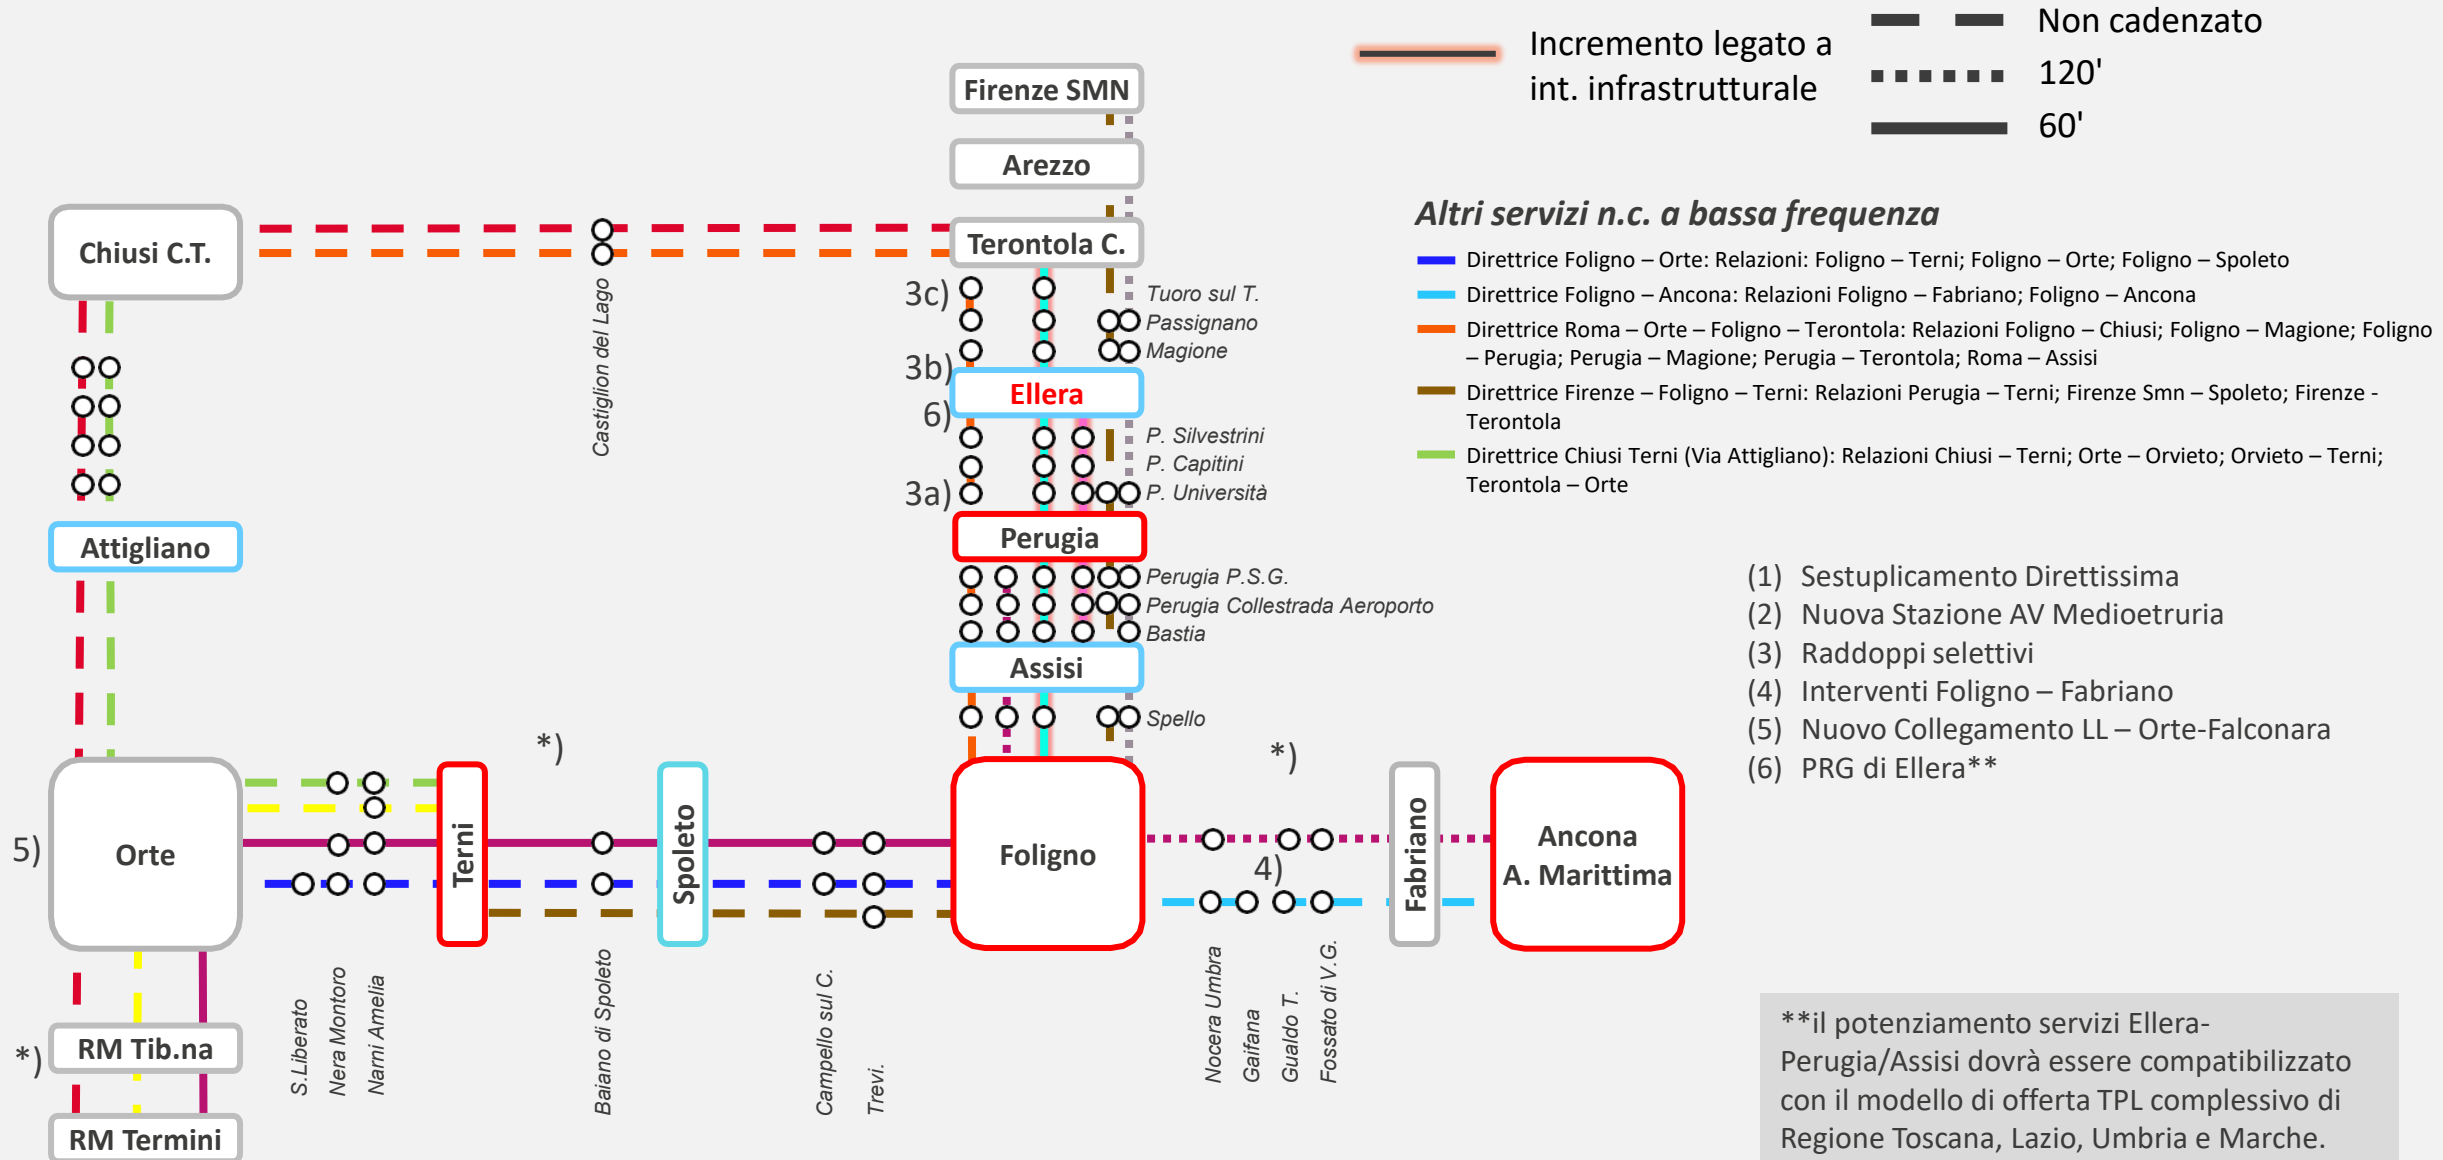 Incremento legato a
int. infrastrutturale
Non cadenzato
120'
60'
Firenze SMN
Arezzo
Terontola C.
Chiusi C.T.
Castiglion del Lago
3c)
Tuoro sul T.
Passignano
Magione
3b)
Ellera
6)
P. Silvestrini
P. Capitini
3a)
P. Università
Attigliano
Perugia
Perugia P.S.G.
Perugia Collestrada Aeroporto
Bastia
Assisi
Spello
*)
*)
5)
Orte
Terni
Spoleto
Foligno
4)
Fabriano
Ancona
A. Marittima
S.Liberato
Nera Montoro
Narni Amelia
Baiano di Spoleto
Campello sul C.
Trevi.
Nocera Umbra
Gaifana
Gualdo T.
Fossato di V.G.
*)
RM Tib.na
RM Termini
Altri servizi n.c. a bassa frequenza
Direttrice Foligno – Orte: Relazioni: Foligno – Terni; Foligno – Orte; Foligno – Spoleto
Direttrice Foligno – Ancona: Relazioni Foligno – Fabriano; Foligno – Ancona
Direttrice Roma – Orte – Foligno – Terontola: Relazioni Foligno – Chiusi; Foligno – Magione; Foligno
– Perugia; Perugia – Magione; Perugia – Terontola; Roma – Assisi
Direttrice Firenze – Foligno – Terni: Relazioni Perugia – Terni; Firenze Smn – Spoleto; Firenze -
Terontola
Direttrice Chiusi Terni (Via Attigliano): Relazioni Chiusi – Terni; Orte – Orvieto; Orvieto – Terni;
Terontola – Orte
(1) Sestuplicamento Direttissima
(2) Nuova Stazione AV Medioetruria
(3) Raddoppi selettivi
(4) Interventi Foligno – Fabriano
(5) Nuovo Collegamento LL – Orte-Falconara
(6) PRG di Ellera**
**il potenziamento servizi Ellera-
Perugia/Assisi dovrà essere compatibilizzato
con il modello di offerta TPL complessivo di
Regione Toscana, Lazio, Umbria e Marche.